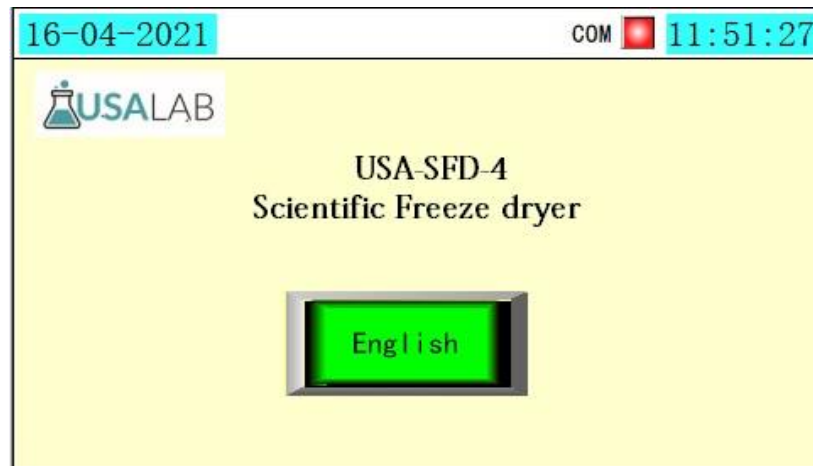 16-04-2021 COM 11:51:27
USALAB
USA-SFD-4
Scientific Freeze dryer
English